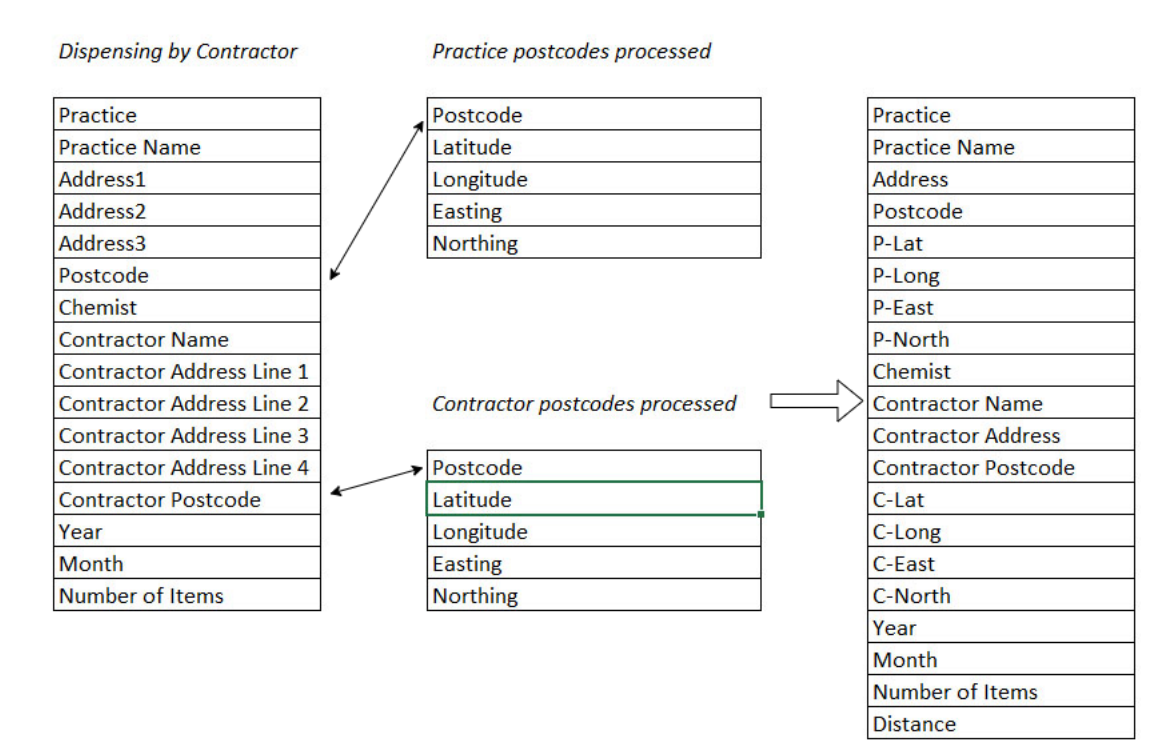 Dispensing by Contractor
Practice
Practice Name
Address1
Address2
Address3
Postcode
Chemist
Contractor Name
Contractor Address Line 1
Contractor Address Line 2
Contractor Address Line 3
Contractor Address Line 4
Contractor Postcode
Year
Month
Number of Items
Practice postcodes processed
Postcode
Latitude
Longitude
Easting
Northing
Contractor postcodes processed
Postcode
Latitude
Longitude
Easting
Northing
Practice
Practice Name
Address
Postcode
P-Lat
P-Long
P-East
P-North
Chemist
Contractor Name
Contractor Address
Contractor Postcode
C-Lat
C-Long
C-East
C-North
Year
Month
Number of Items
Distance